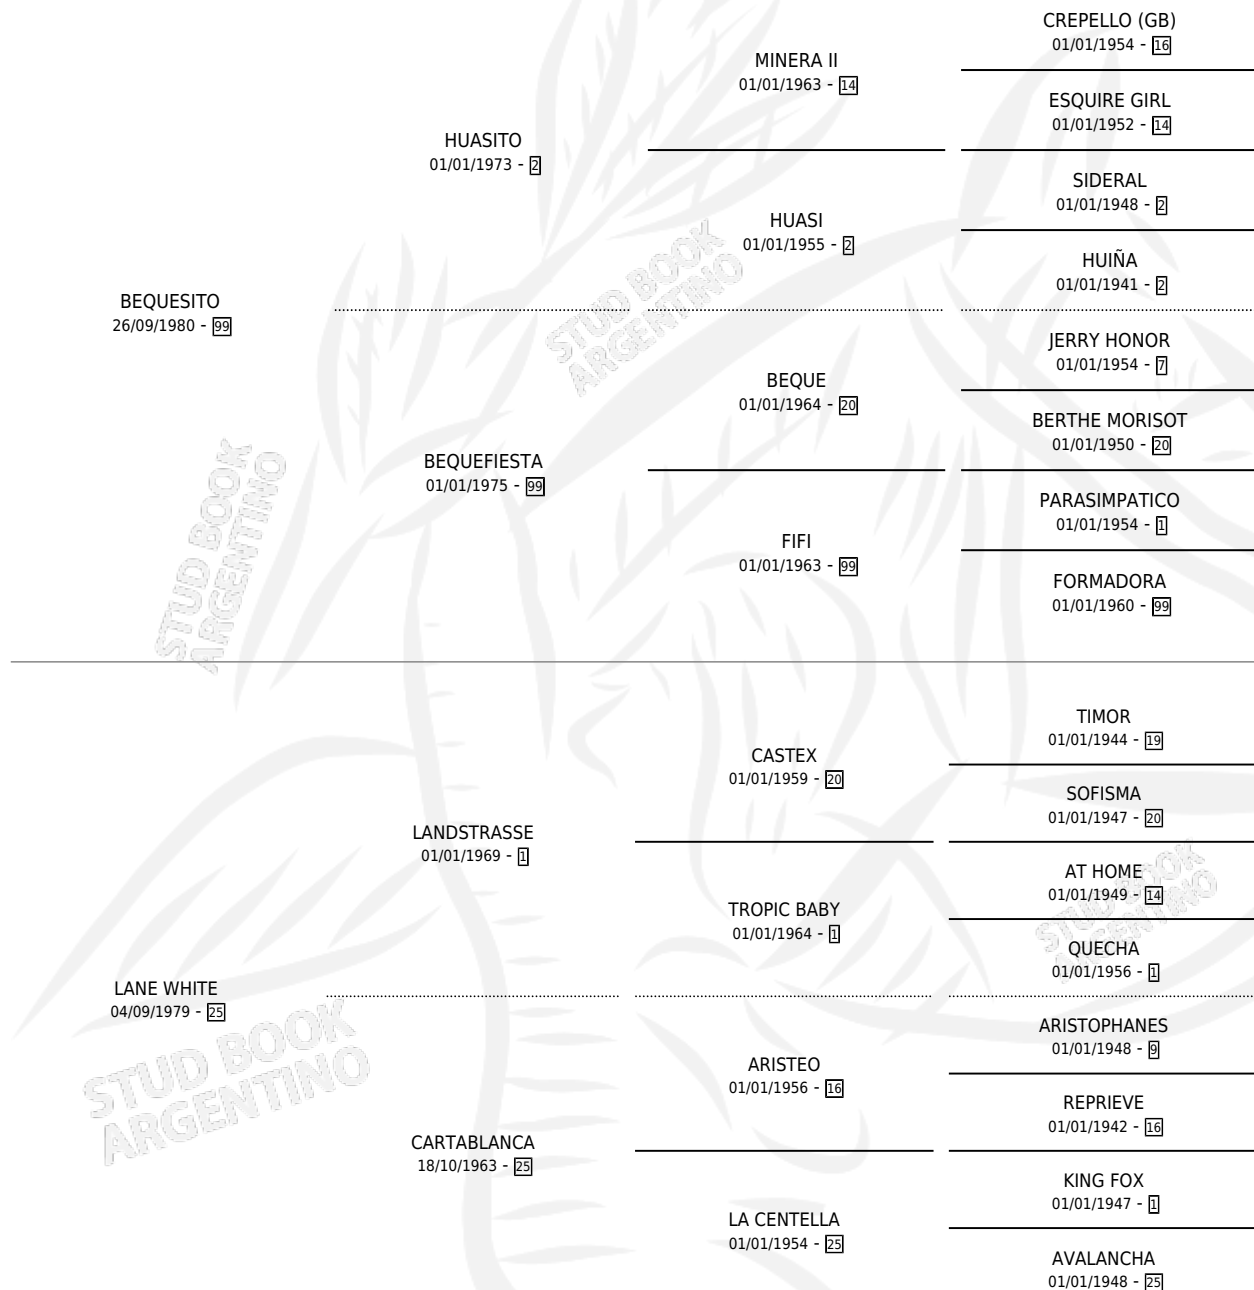 CREPELLO (GB)
01/01/1954 - 16
MINERA II
01/01/1963 - 14
ESQUIRE GIRL
01/01/1952 - 14
HUASITO
01/01/1973 - 2
SIDERAL
01/01/1948 - 2
HUASI
01/01/1955 - 2
HUIÑA
01/01/1941 - 2
BEQUESITO
26/09/1980 - 99
JERRY HONOR
01/01/1954 - 7
BEQUE
01/01/1964 - 20
BERTHE MORISOT
01/01/1950 - 20
BEQUEFIESTA
01/01/1975 - 99
PARASIMPATICO
01/01/1954 - 1
FIFI
01/01/1963 - 99
FORMADORA
01/01/1960 - 99
TIMOR
01/01/1944 - 19
CASTEX
01/01/1959 - 20
SOFISMA
01/01/1947 - 20
LANDSTRASSE
01/01/1969 - 1
AT HOME
01/01/1949 - 14
TROPIC BABY
01/01/1964 - 1
QUECHA
01/01/1956 - 1
LANE WHITE
04/09/1979 - 25
ARISTOPHANES
01/01/1948 - 9
ARISTEO
01/01/1956 - 16
REPRIEVE
01/01/1942 - 16
CARTABLANCA
18/10/1963 - 25
KING FOX
01/01/1947 - 1
LA CENTELLA
01/01/1954 - 25
AVALANCHA
01/01/1948 - 25
STUD BOOK
ARGENTINO
STUD BOOK
ARGENTINO
STUD BOOK
ARGENTINO
STUD BOOK
ARGENTINO